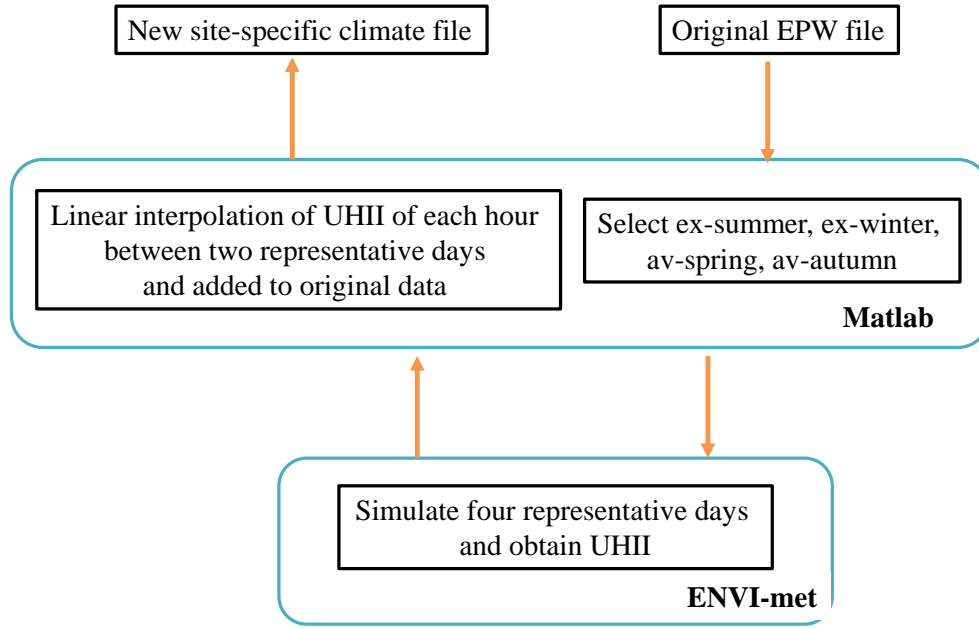 New site-specific climate file
Original EPW file
Linear interpolation of UHII of each hour
between two representative days
and added to original data
Select ex-summer, ex-winter,
av-spring, av-autumn
Matlab
Simulate four representative days
and obtain UHII
ENVI-met